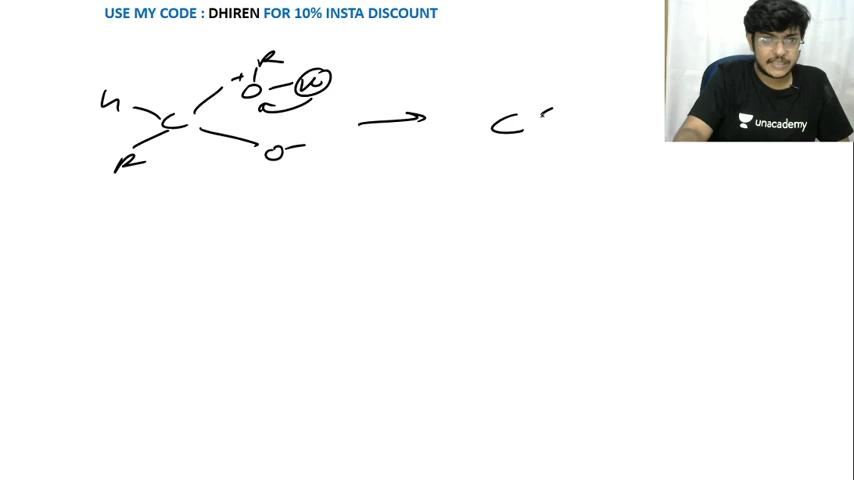 USE MY CODE : DHIREN FOR 10% INSTA DISCOUNT
R
+
O H
H
C
R
O-
C
unacademy